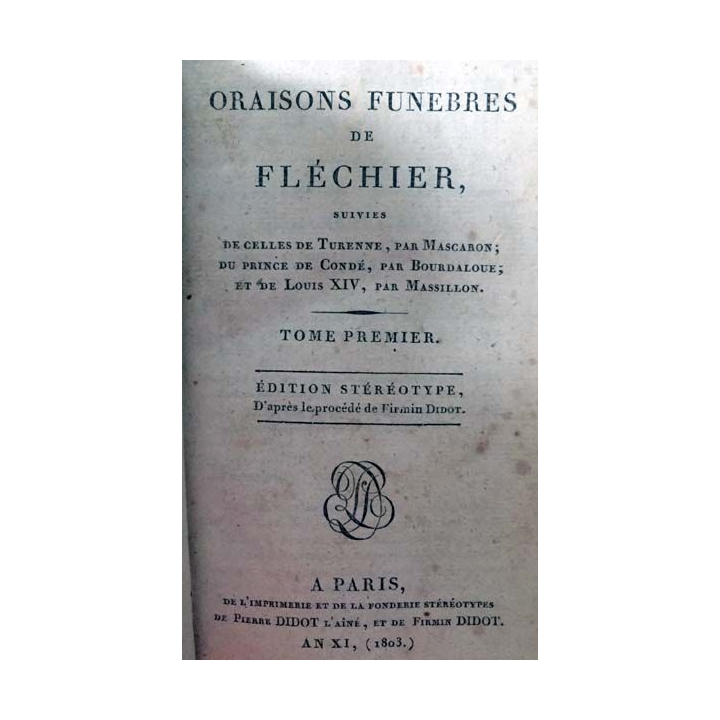 ORAISONS FUNEBRES
DE
FLÉCHIER,
SUIVIES
DE CELLES DE TURENNE, PAR MASCARON;
DU PRINCE DE CONDÉ, PAR BOURDALOUE;
ET DE LOUIS XIV, PAR MASSILLON.
TOME PREMIER.
ÉDITION STÉRÉOTYPE,
D'après le procédé de Firmin DIDOT.
A PARIS,
DE L'IMPRIMERIE ET DE LA FONDERIE STÉRÉOTYPES
DE PIERRE DIDOT L'AÎNÉ, ET DE FIRMIN DIDOT.
AN XI, (1803.)